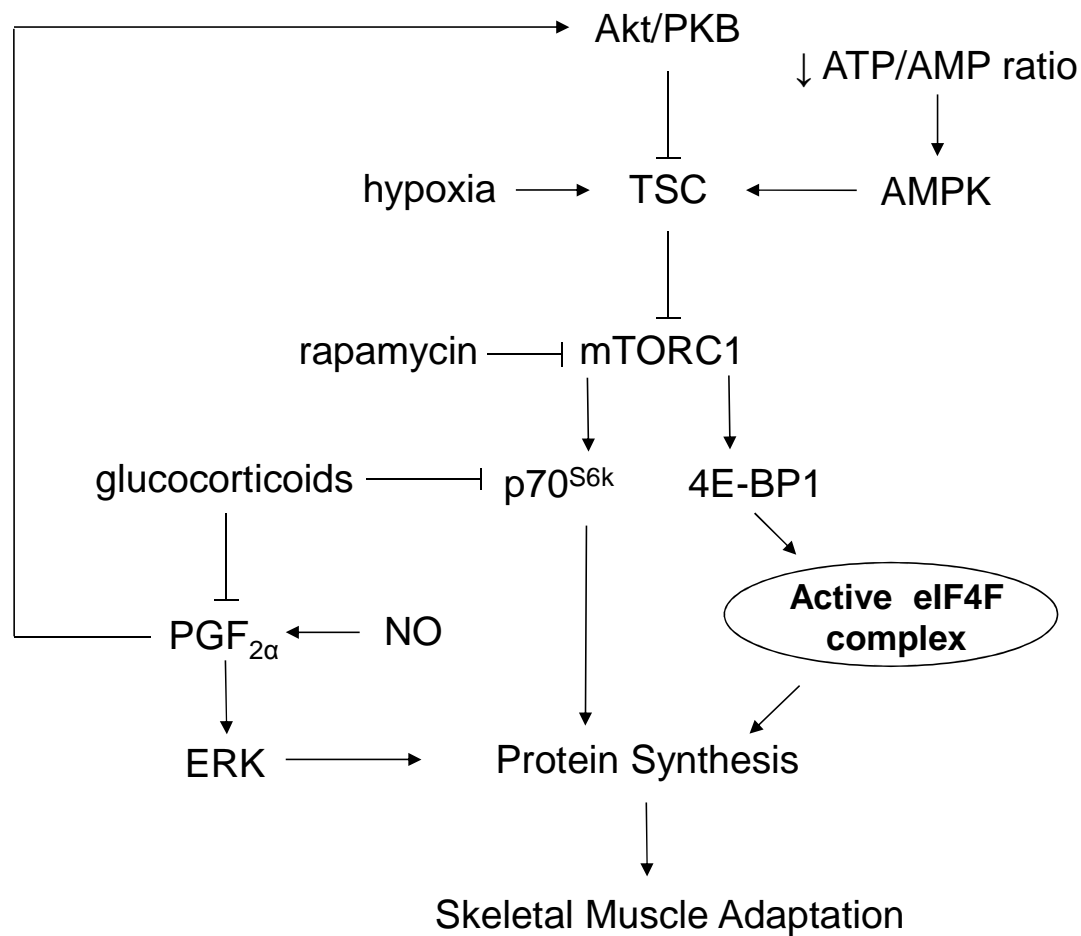 Akt/PKB
↓ ATP/AMP ratio
hypoxia
TSC
AMPK
rapamycin
mTORC1
glucocorticoids
p70S6k
4E-BP1
Active eIF4F
complex
PGF2α
NO
ERK
Protein Synthesis
Skeletal Muscle Adaptation